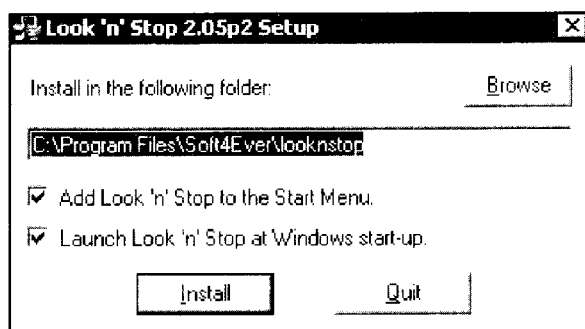 Look 'n' Stop 2.05p2 Setup
Install in the following folder:
Browse
C:\Program Files\Soft4Ever\looknstop
Add Look 'n' Stop to the Start Menu.
Launch Look 'n' Stop at Windows start-up.
Install Quit